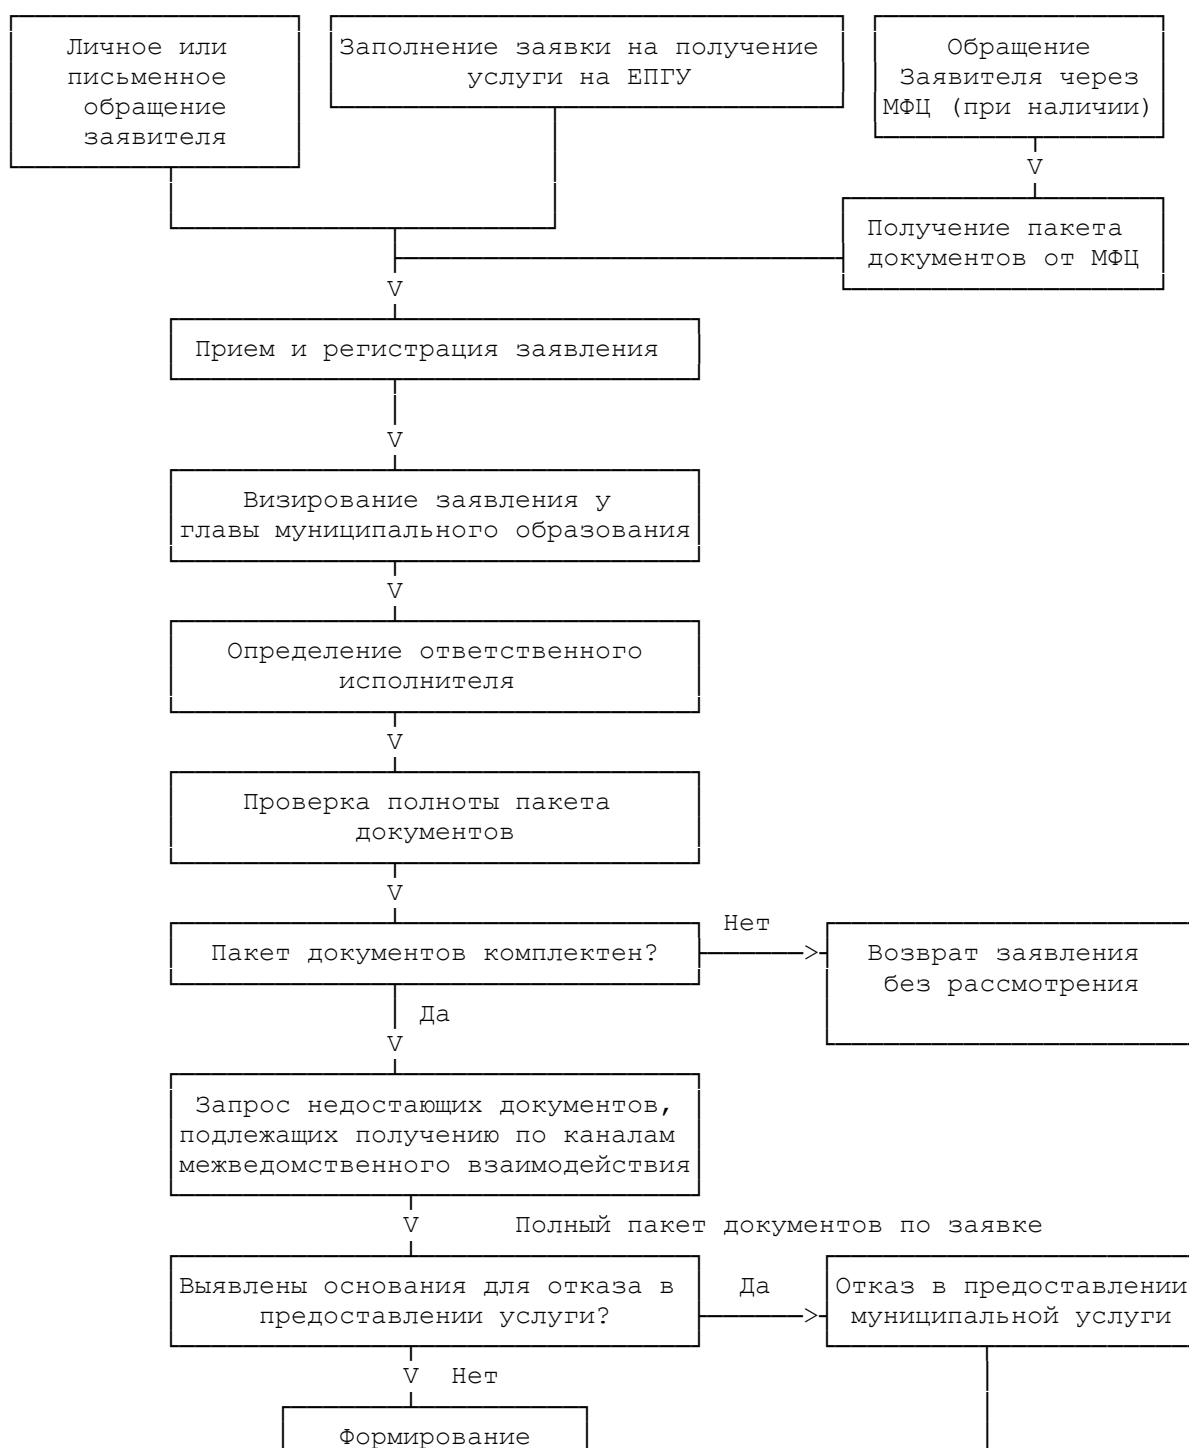 Личное или
письменное
обращение
заявителя
Заполнение заявки на получение
услуги на ЕПГУ
Обращение
Заявителя через
МФЦ (при наличии)
V
Получение пакета
документов от МФЦ
V
Прием и регистрация заявления
V
Визирование заявления у
главы муниципального образования
V
Определение ответственного
исполнителя
V
Проверка полноты пакета
документов
V
Нет
Пакет документов комплектен?
>
Возврат заявления
без рассмотрения
Да
V
Запрос недостающих документов,
подлежащих получению по каналам
межведомственного взаимодействия
V Полный пакет документов по заявке
Выявлены основания для отказа в
предоставлении услуги?
Да
>
Отказ в предоставлении
муниципальной услуги
V Нет
Формирование